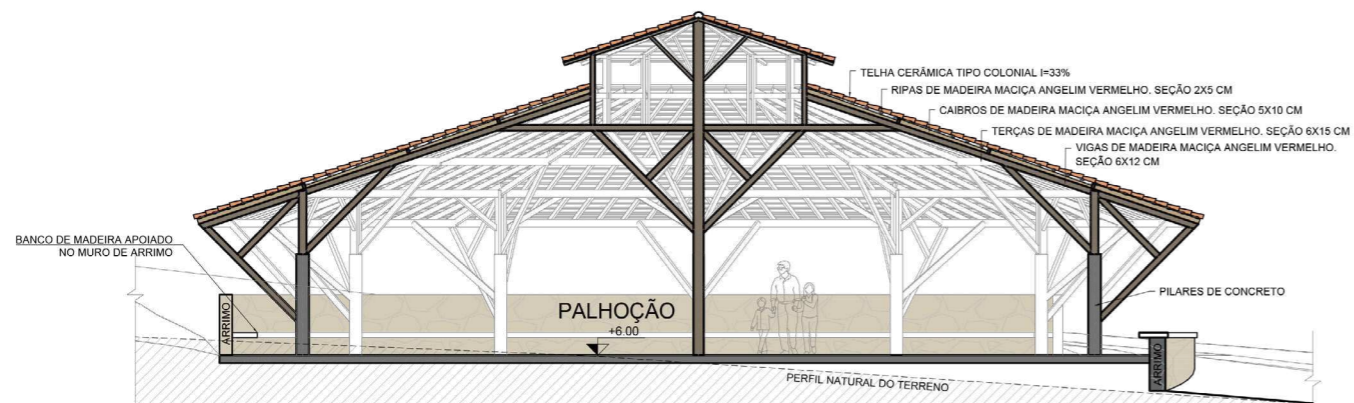 TELHA CERÂMICA TIPO COLONIAL I=33%
RIPAS DE MADEIRA MACIÇA ANGELIM VERMELHO. SEÇÃO 2X5 CM
CAIBROS DE MADEIRA MACIÇA ANGELIM VERMELHO. SEÇÃO 5X10 CM
TERÇAS DE MADEIRA MACIÇA ANGELIM VERMELHO. SEÇÃO 6X15 CM
VIGAS DE MADEIRA MACIÇA ANGELIM VERMELHO.
SEÇÃO 6X12 CM
BANCO DE MADEIRA APOIADO
NO MURO DE ARRIMO
PILARES DE CONCRETO
ARRIMO
PALHOÇÃO
+6.00
ARRIMO
PERFIL NATURAL DO TERRENO